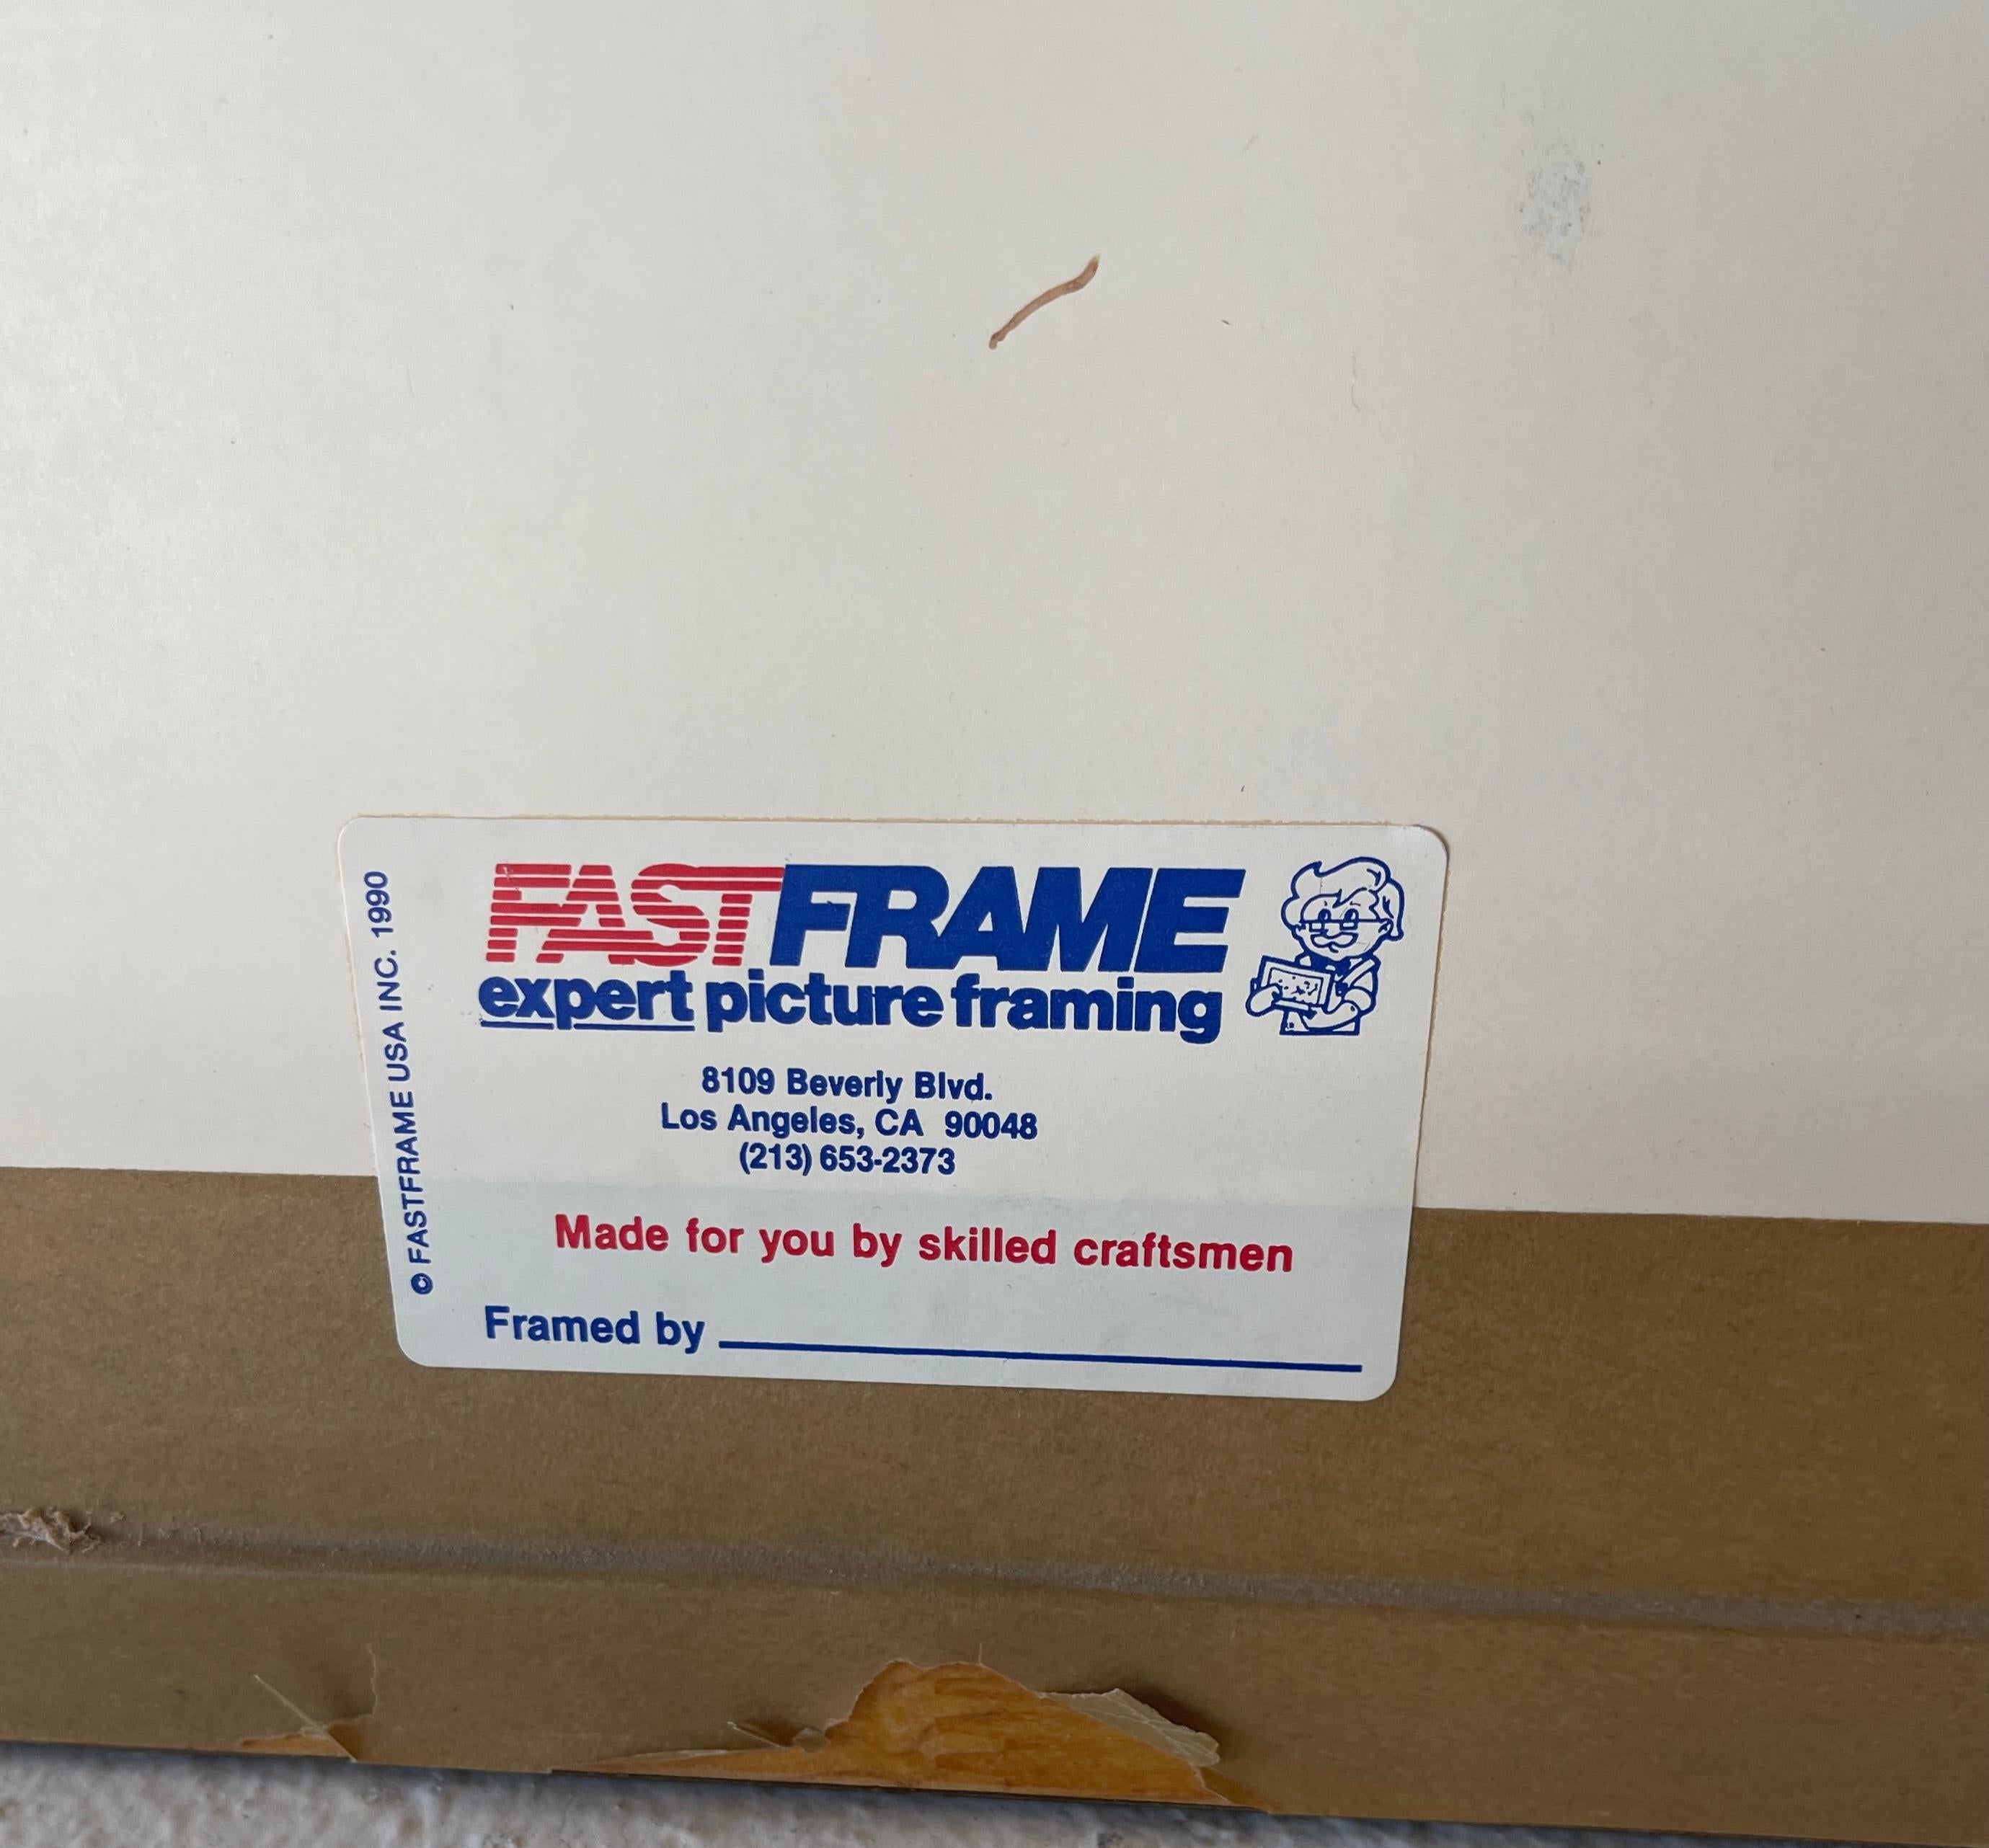 © FASTFRAME USA INC. 1990
FASTFRAME
expert picture framing
8109 Beverly Blvd.
Los Angeles, CA 90048
(213) 653-2373
Made for you by skilled craftsmen
Framed by